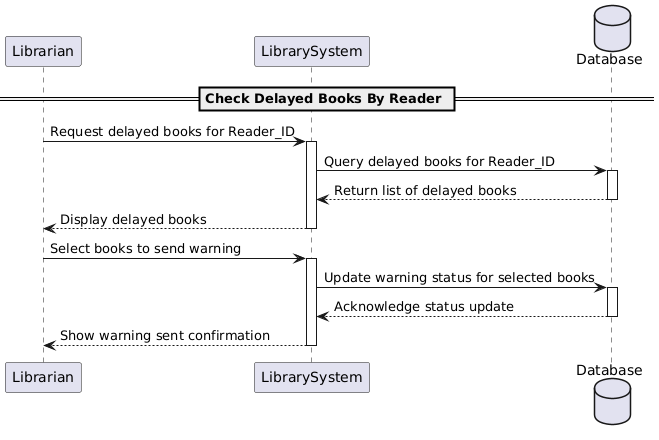 Librarian
LibrarySystem
Database
Check Delayed Books By Reader
Request delayed books for Reader_ID
Query delayed books for Reader_ID
Return list of delayed books
Display delayed books
Select books to send warning
Update warning status for selected books
Acknowledge status update
Show warning sent confirmation
Librarian
LibrarySystem
Database